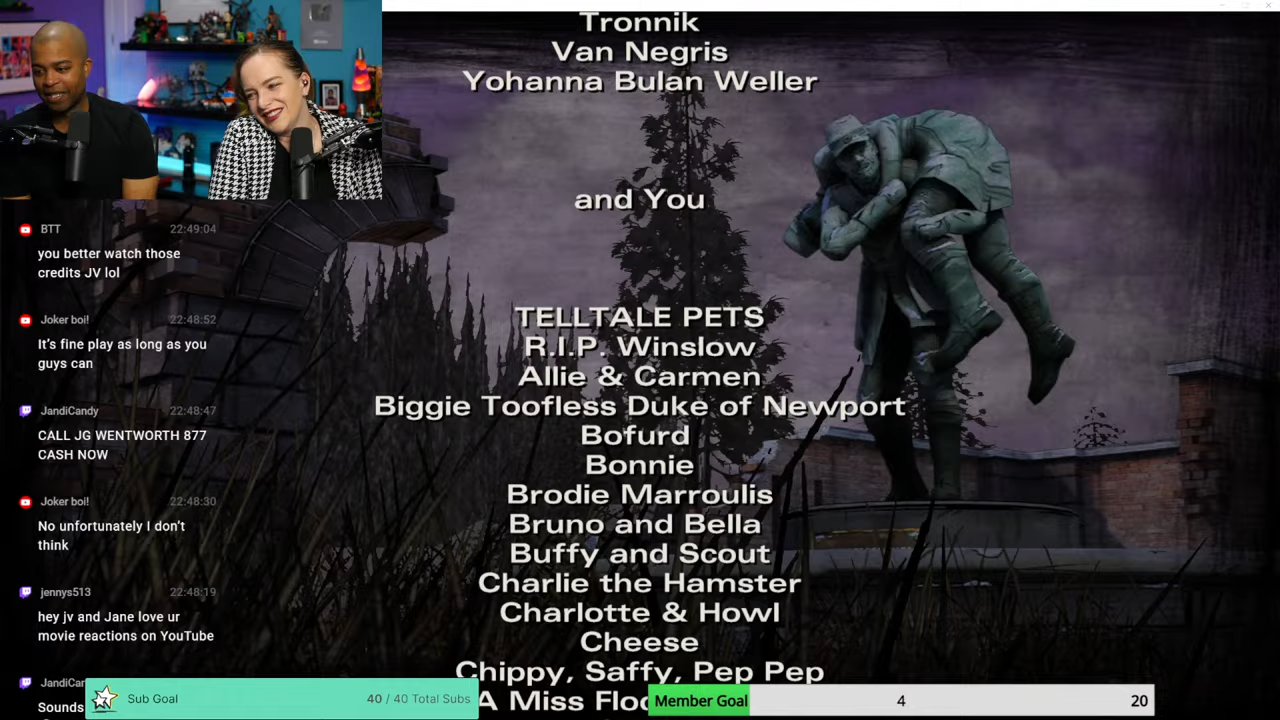 Tronnik
Van Negris
Yohanna Bulan Weller
and You
TELLTALE PETS
R.I.P. Winslow
Allie & Carmen
Biggie Toofless Duke of Newport
Bofurd
Bonnie
Brodie Marroulis
Bruno and Bella
Buffy and Scout
Charlie the Hamster
Charlotte & Howl
Cheese
Chippy, Saffy, Pep Pep
A Miss
BTT 22:49:04
you better watch those
credits JV lol
Joker boi! 22:48:52
It's fine play as long as you
guys can
JandiCandy 22:48:47
CALL JG WENTWORTH 877
CASH NOW
Joker boi! 22:48:30
No unfortunately I don't
think
jennys513 22:48:19
hey jv and Jane love ur
movie reactions on YouTube
Sounds
Sub Goal 40 / 40 Total Subs
Member Goal 4 20